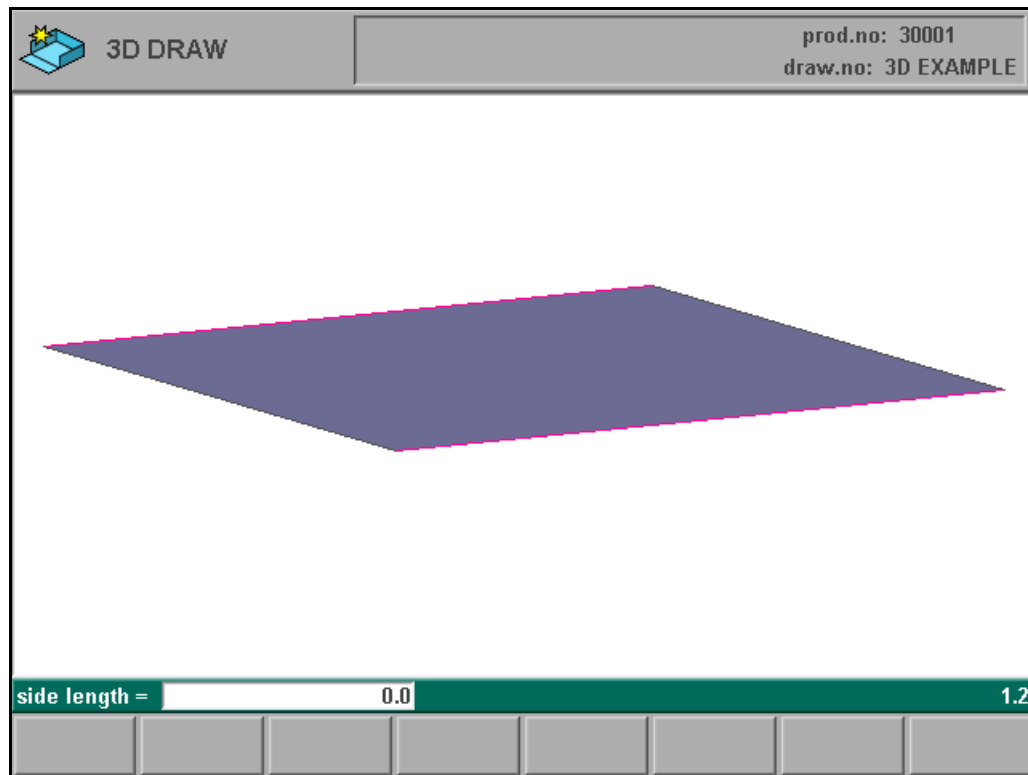 3D DRAW
prod.no: 30001
draw.no: 3D EXAMPLE
side length = 0.0 1.2